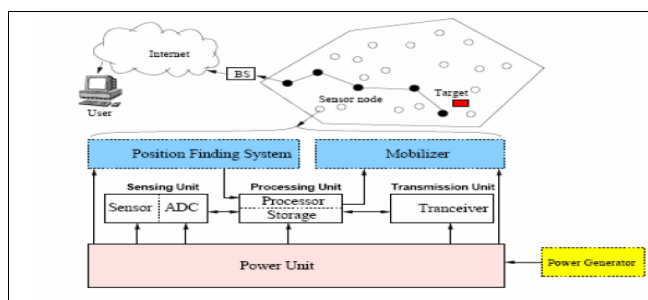 Internet
BS
Target
Sensor node
User
Position Finding System
Mobilizer
Sensing Unit
Processing Unit
Transmission Unit
Sensor
ADC
Processor
Storage
Tranceiver
Power Unit
Power Generator